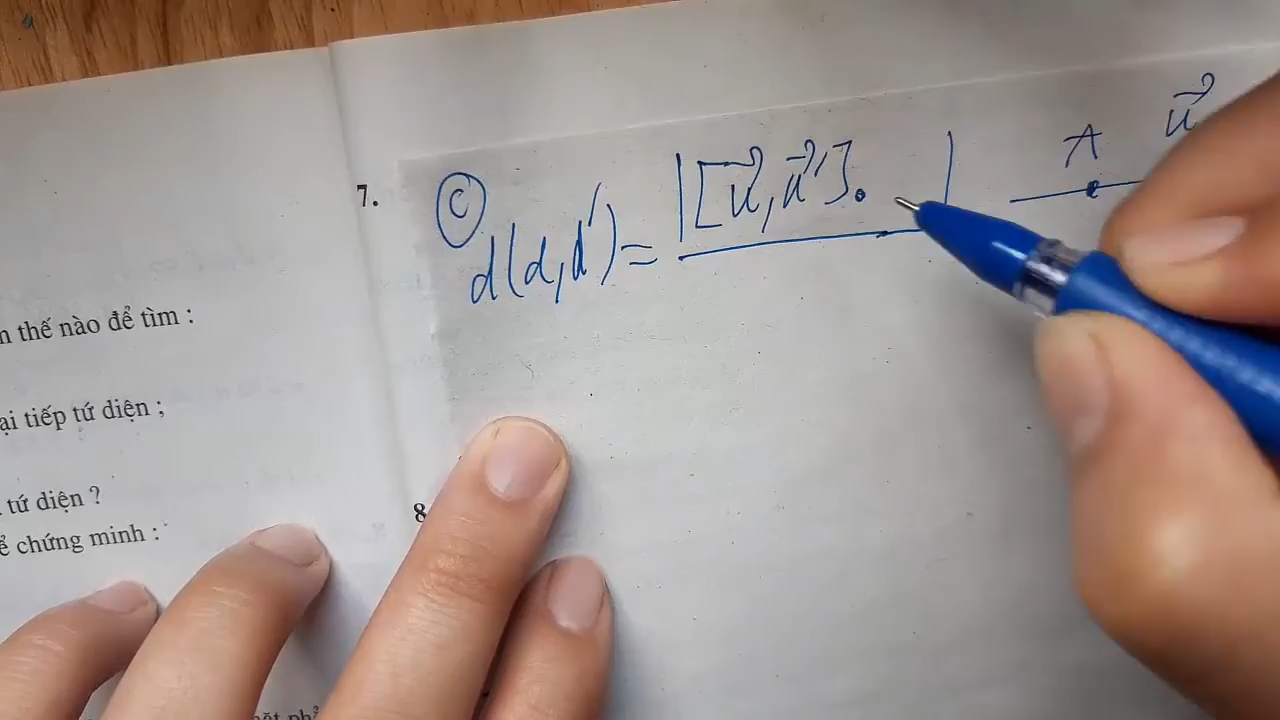 7.
C
d(d,d') = |[u⃗,u⃗'].|
A
u⃗
n thế nào để tìm :
ại tiếp tứ diện ;
tứ diện ?
ể chứng minh :
8